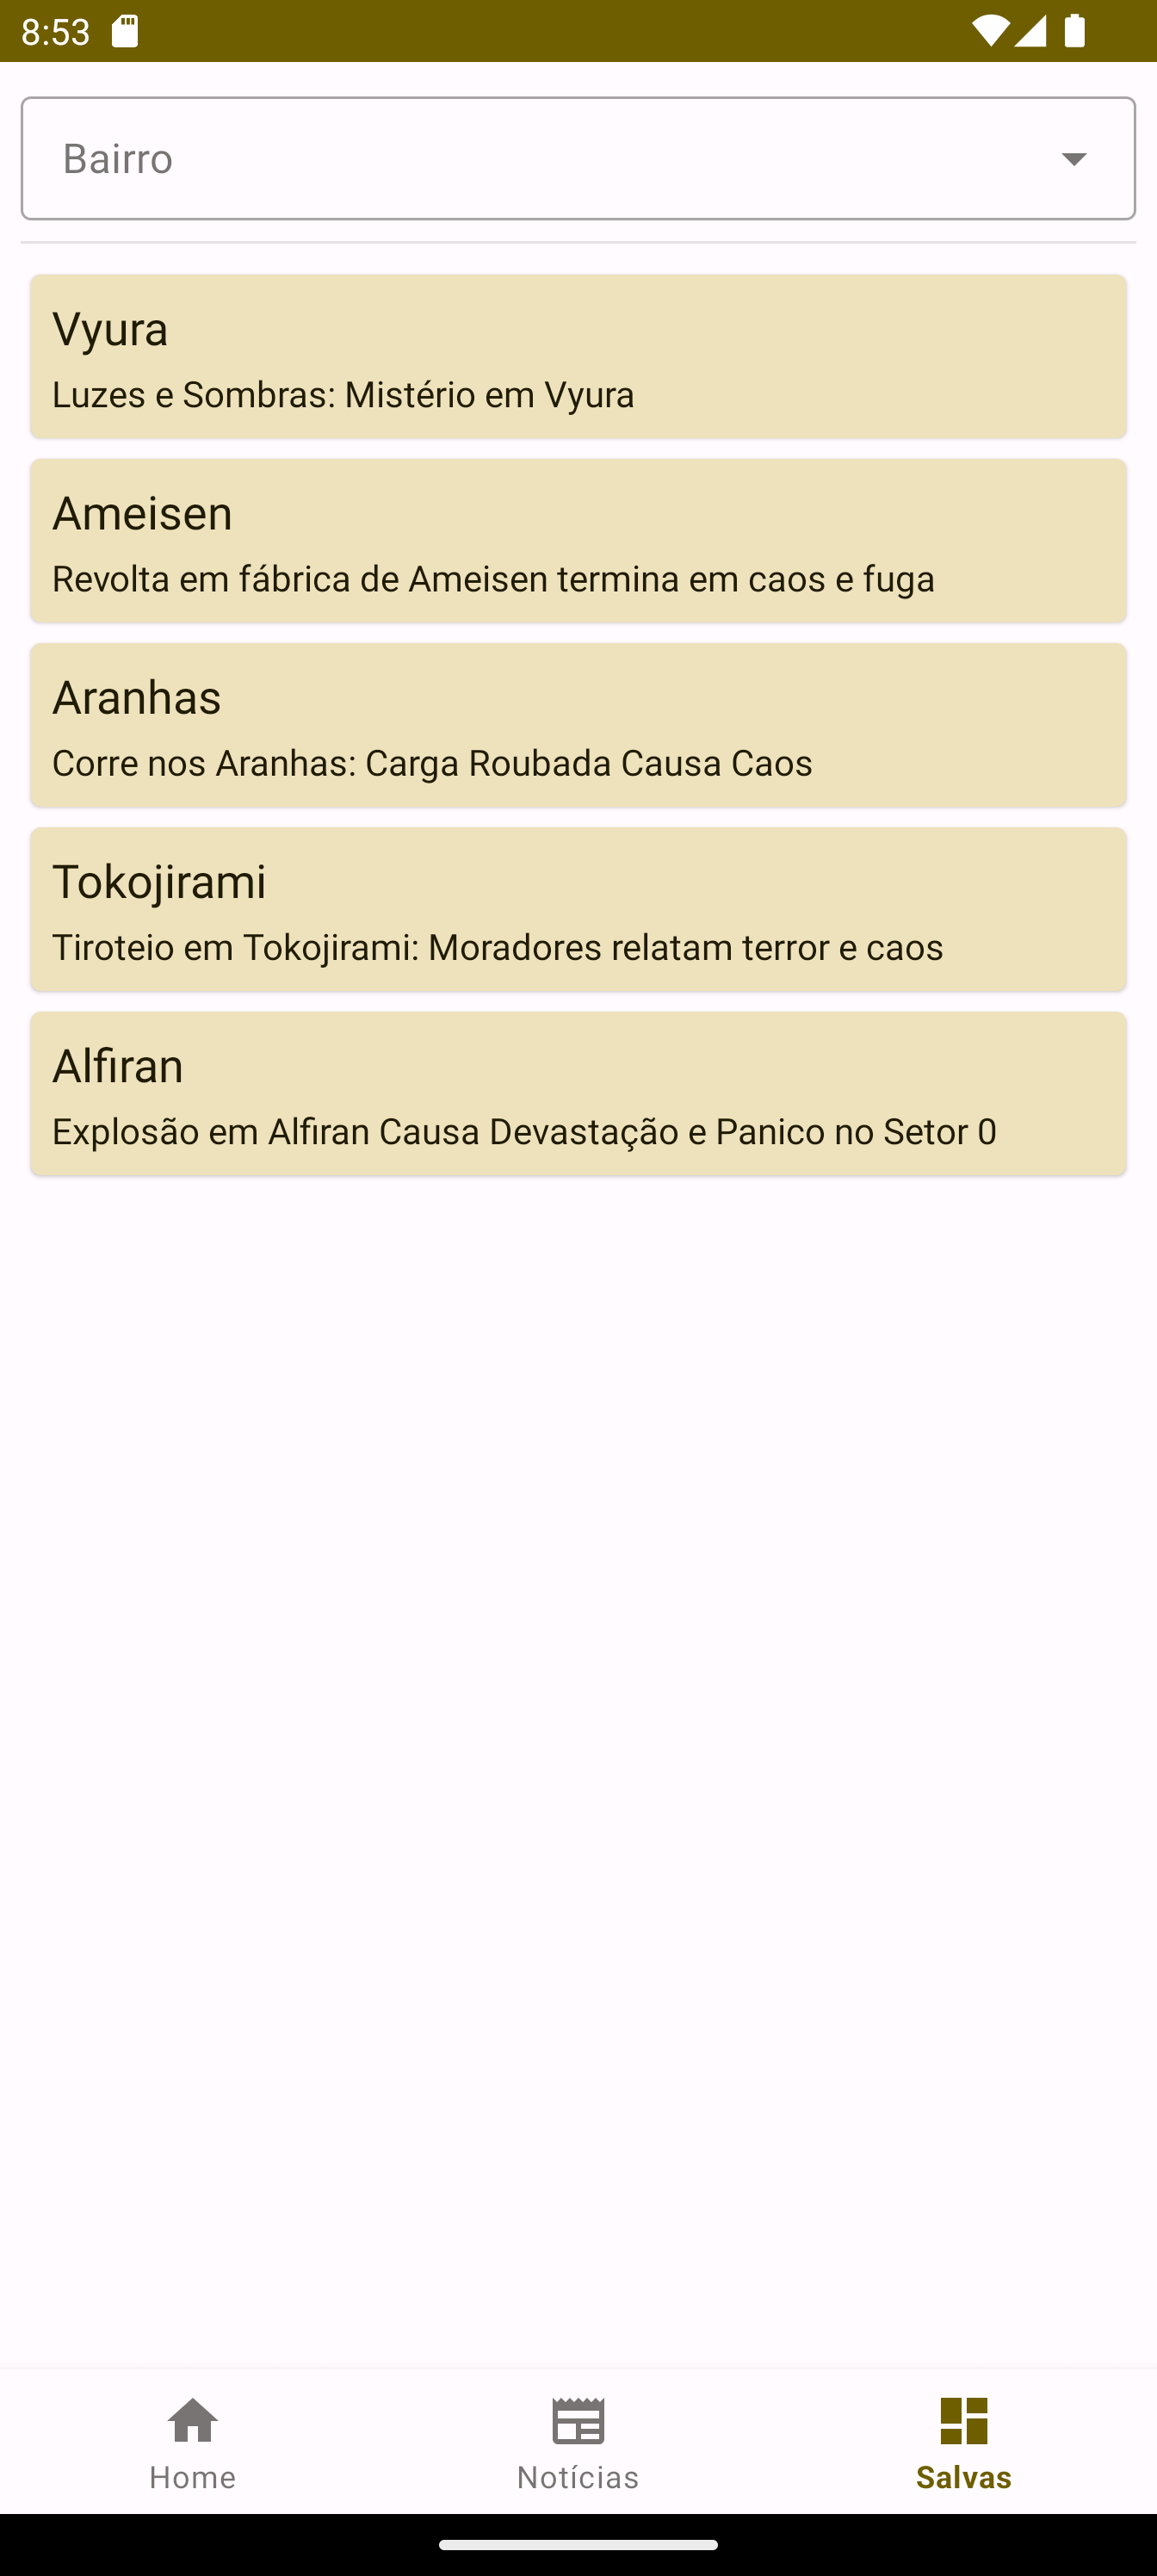 8:53
Bairro
Vyura
Luzes e Sombras: Mistério em Vyura
Ameisen
Revolta em fábrica de Ameisen termina em caos e fuga
Aranhas
Corre nos Aranhas: Carga Roubada Causa Caos
Tokojirami
Tiroteio em Tokojirami: Moradores relatam terror e caos
Alfiran
Explosão em Alfiran Causa Devastação e Panico no Setor 0
Home Notícias Salvas